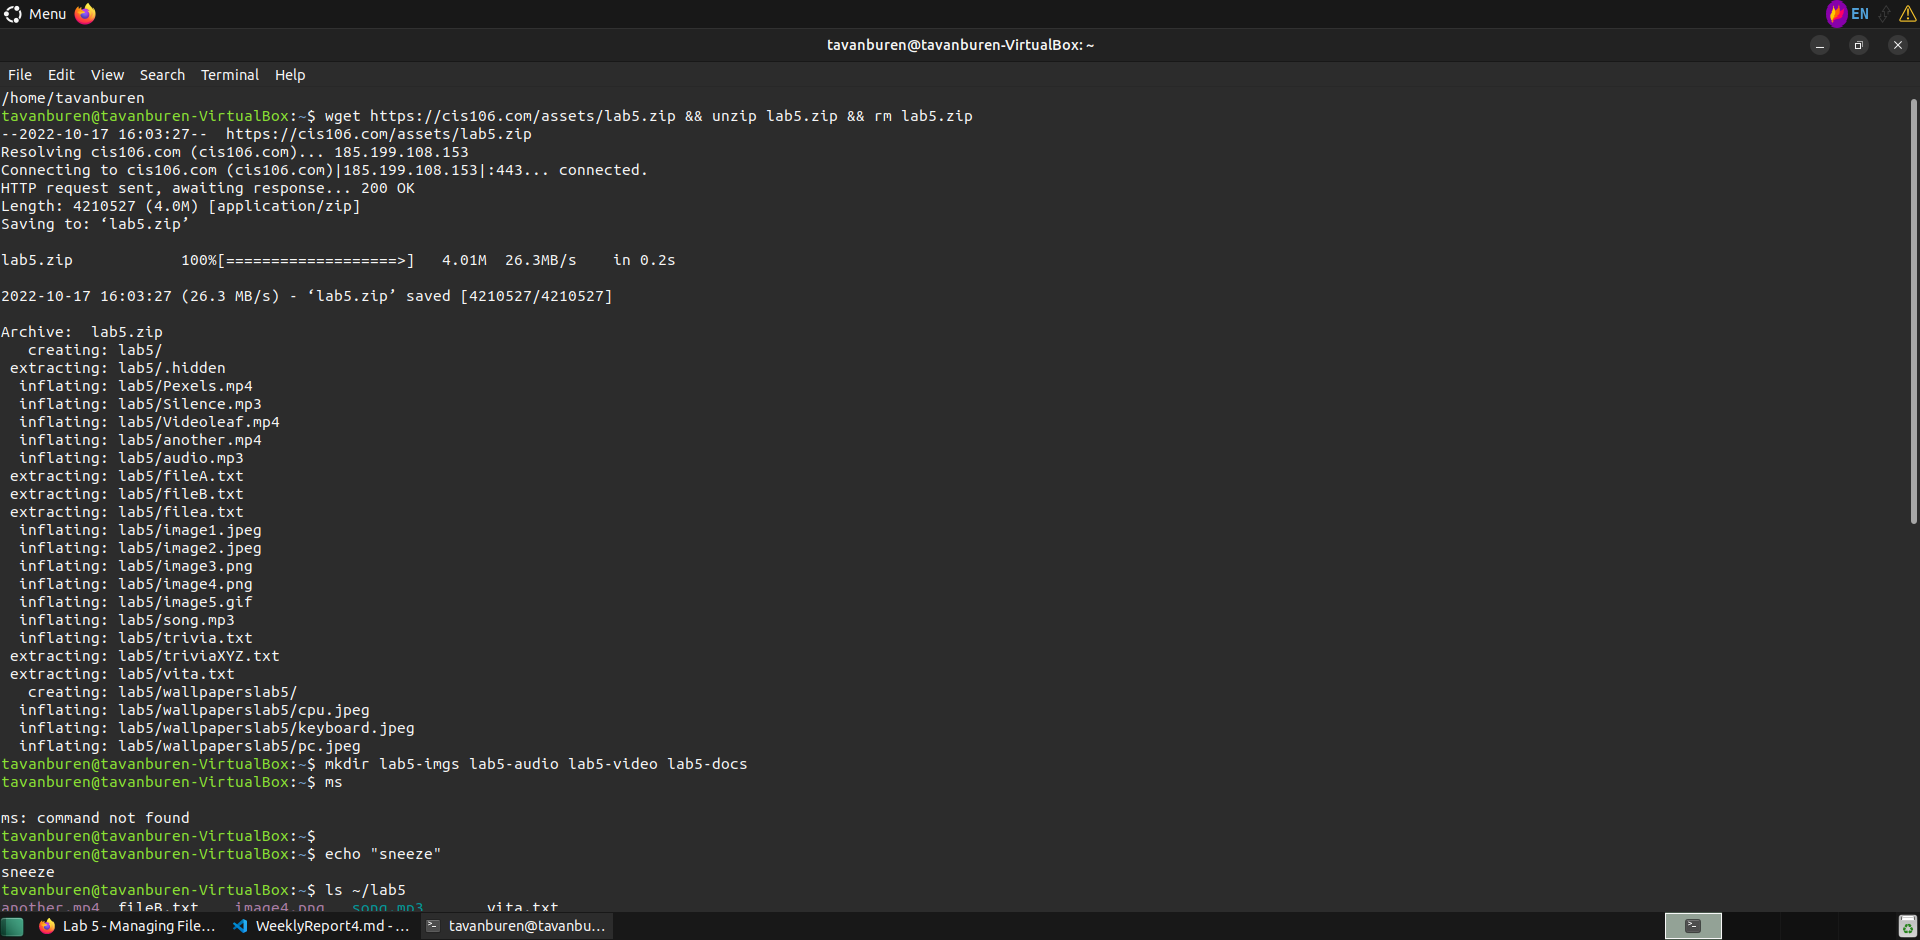 Menu
EN
tavanburen@tavanburen-VirtualBox: ~
File Edit View Search Terminal Help
/home/tavanburen
tavanburen@tavanburen-VirtualBox:~$ wget https://cis106.com/assets/lab5.zip && unzip lab5.zip && rm lab5.zip
--2022-10-17 16:03:27--  https://cis106.com/assets/lab5.zip
Resolving cis106.com (cis106.com)... 185.199.108.153
Connecting to cis106.com (cis106.com)|185.199.108.153|:443... connected.
HTTP request sent, awaiting response... 200 OK
Length: 4210527 (4.0M) [application/zip]
Saving to: ‘lab5.zip’
lab5.zip            100%[===================>]   4.01M  26.3MB/s    in 0.2s
2022-10-17 16:03:27 (26.3 MB/s) - ‘lab5.zip’ saved [4210527/4210527]
Archive:  lab5.zip
   creating: lab5/
 extracting: lab5/.hidden
  inflating: lab5/Pexels.mp4
  inflating: lab5/Silence.mp3
  inflating: lab5/Videoleaf.mp4
  inflating: lab5/another.mp4
  inflating: lab5/audio.mp3
 extracting: lab5/fileA.txt
 extracting: lab5/fileB.txt
 extracting: lab5/filea.txt
  inflating: lab5/image1.jpeg
  inflating: lab5/image2.jpeg
  inflating: lab5/image3.png
  inflating: lab5/image4.png
  inflating: lab5/image5.gif
  inflating: lab5/song.mp3
  inflating: lab5/trivia.txt
 extracting: lab5/triviaXYZ.txt
 extracting: lab5/vita.txt
   creating: lab5/wallpaperslab5/
  inflating: lab5/wallpaperslab5/cpu.jpeg
  inflating: lab5/wallpaperslab5/keyboard.jpeg
  inflating: lab5/wallpaperslab5/pc.jpeg
tavanburen@tavanburen-VirtualBox:~$ mkdir lab5-imgs lab5-audio lab5-video lab5-docs
tavanburen@tavanburen-VirtualBox:~$ ms
ms: command not found
tavanburen@tavanburen-VirtualBox:~$
tavanburen@tavanburen-VirtualBox:~$ echo "sneeze"
sneeze
tavanburen@tavanburen-VirtualBox:~$ ls ~/lab5
another.mp4  fileB.txt    image4.png   song.mp3       vita.txt
Lab 5 - Managing File... WeeklyReport4.md - ... tavanburen@tavanbu...